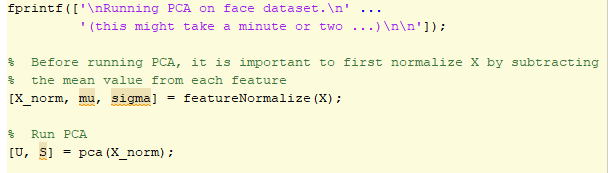 fprintf(['\nRunning PCA on face dataset.\n' ...
'(this might take a minute or two ...)\n\n']);
% Before running PCA, it is important to first normalize X by subtracting
% the mean value from each feature
[X_norm, mu, sigma] = featureNormalize(X);
% Run PCA
[U, S] = pca(X_norm);